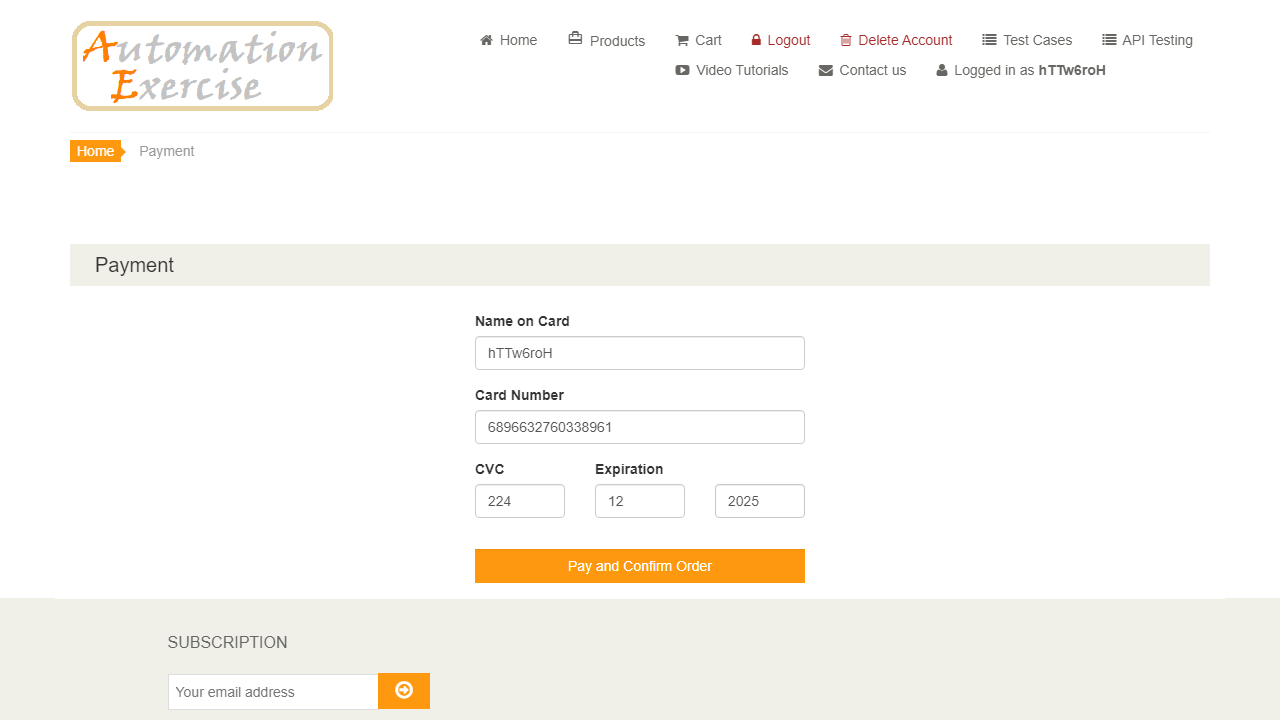 Automation
Exercise
Home
Products
Cart
Logout
Delete Account
Test Cases
API Testing
Video Tutorials
Contact us
Logged in as hTTw6roH
Home
Payment
Payment
Name on Card
hTTw6roH
Card Number
6896632760338961
CVC
Expiration
224
12
2025
Pay and Confirm Order
SUBSCRIPTION
Your email address